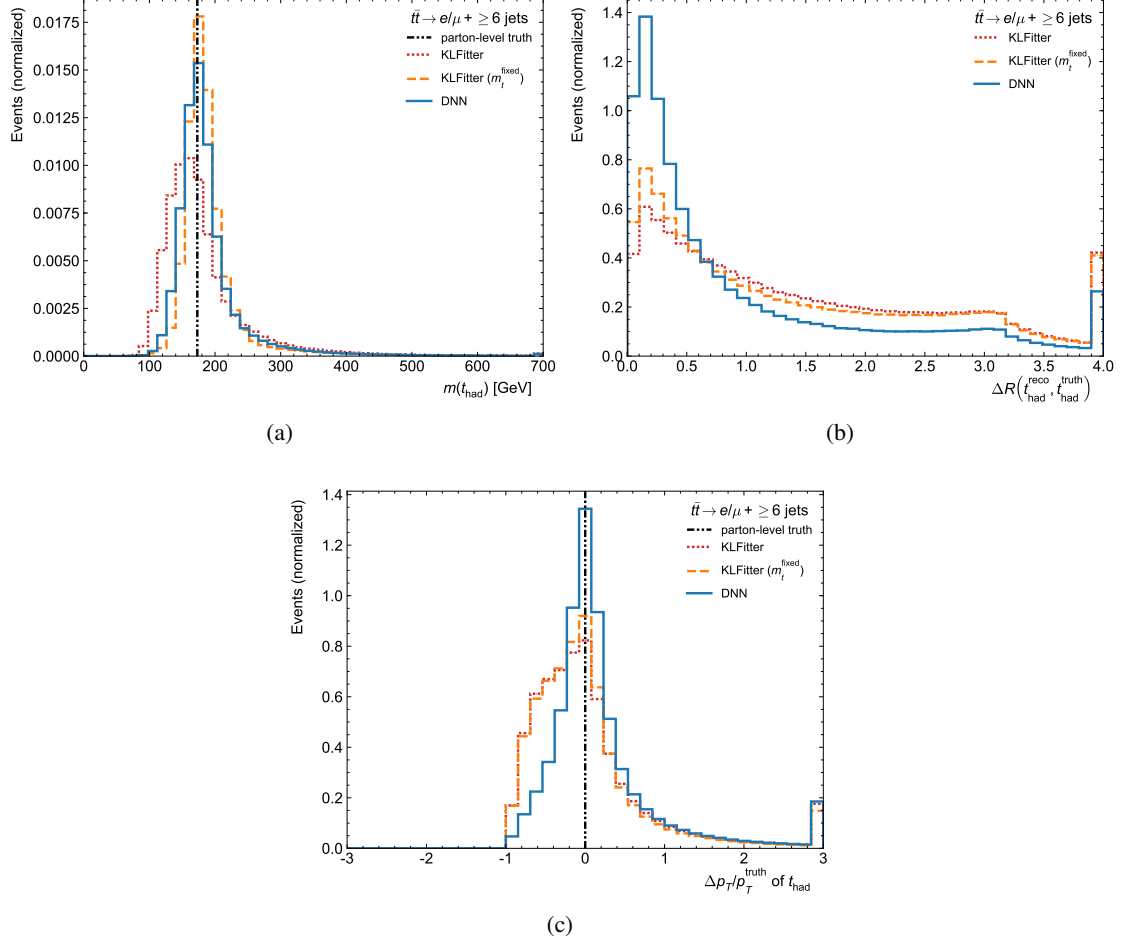 Events (normalized)
0.0175
0.0150
0.0125
0.0100
0.0075
0.0050
0.0025
0.0000
0 100 200 300 400 500 600 700
m(t_had) [GeV]
tt̄ → e/μ + ≥ 6 jets
parton-level truth
KLFitter
KLFitter (m_t^fixed)
DNN
(a)
Events (normalized)
1.4
1.2
1.0
0.8
0.6
0.4
0.2
0.0
0.0 0.5 1.0 1.5 2.0 2.5 3.0 3.5 4.0
ΔR(t_had^reco, t_had^truth)
tt̄ → e/μ + ≥ 6 jets
KLFitter
KLFitter (m_t^fixed)
DNN
(b)
Events (normalized)
1.4
1.2
1.0
0.8
0.6
0.4
0.2
0.0
-3 -2 -1 0 1 2 3
Δp_T/p_T^truth of t_had
tt̄ → e/μ + ≥ 6 jets
parton-level truth
KLFitter
KLFitter (m_t^fixed)
DNN
(c)